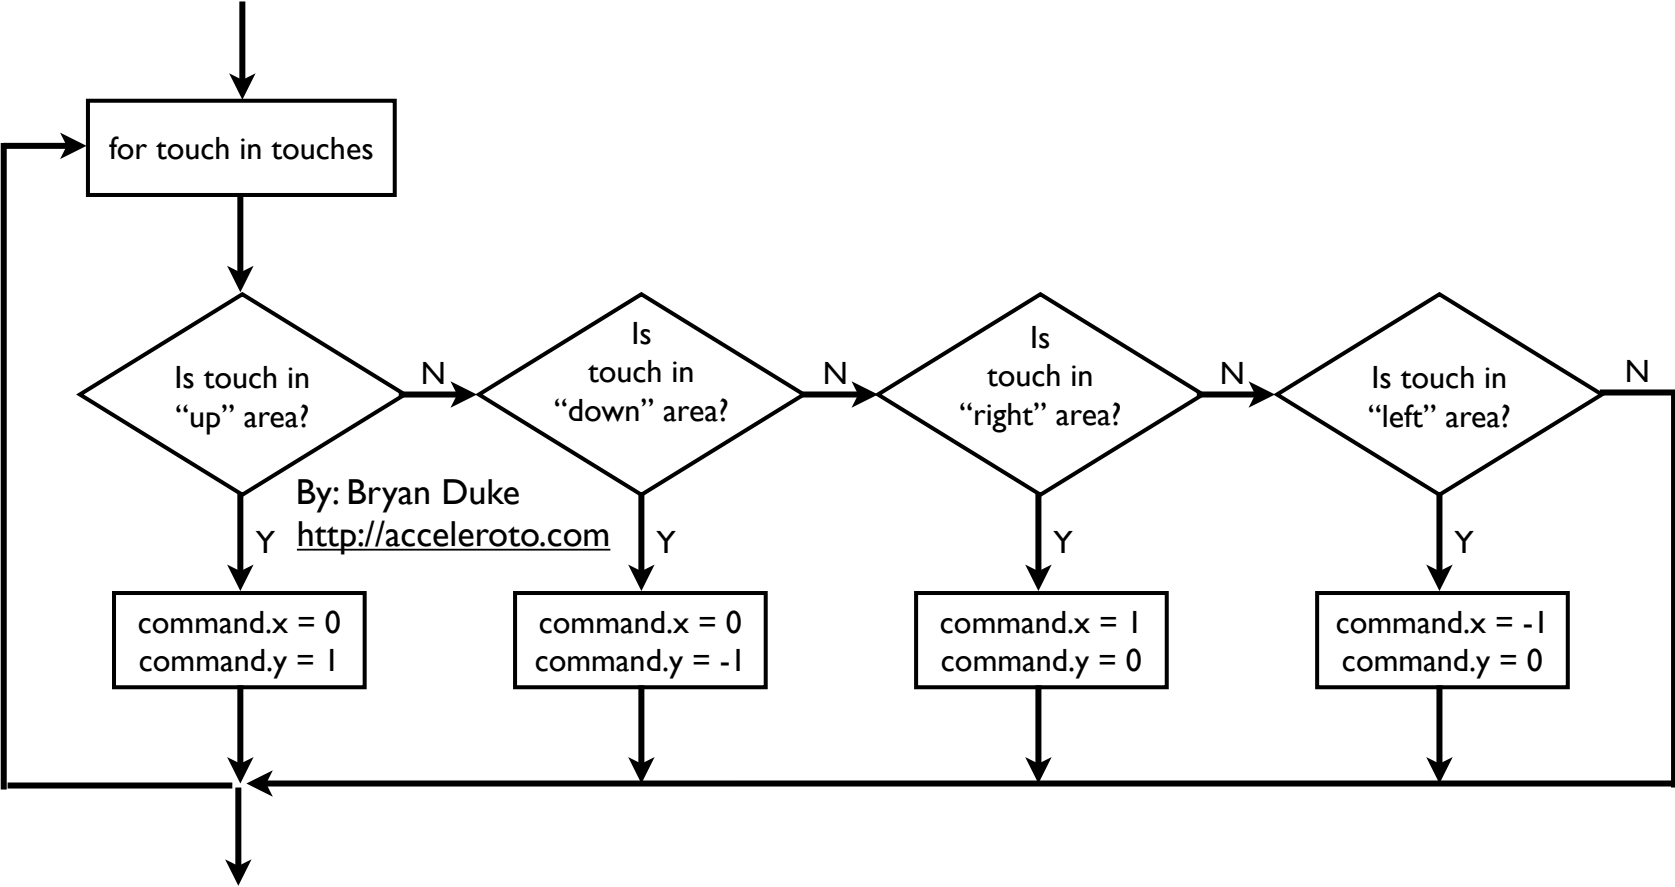 for touch in touches
Is touch in
“up” area?
N
Is
touch in
“down” area?
N
Is
touch in
“right” area?
N
Is touch in
“left” area?
N
By: Bryan Duke
http://acceleroto.com
Y
Y
Y
Y
command.x = 0
command.y = 1
command.x = 0
command.y = -1
command.x = 1
command.y = 0
command.x = -1
command.y = 0